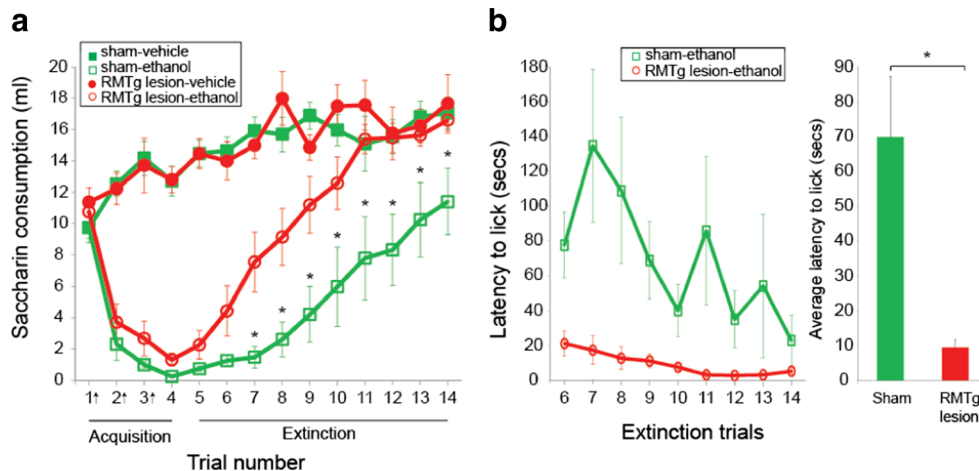 a
sham-vehicle
sham-ethanol
RMTg lesion-vehicle
RMTg lesion-ethanol
Saccharin consumption (ml)
20
18
16
14
12
10
8
6
4
2
0
* * * * * * * *
1↑ 2↑ 3↑ 4 5 6 7 8 9 10 11 12 13 14
Acquisition Extinction
Trial number
b
sham-ethanol
RMTg lesion-ethanol
Latency to lick (secs)
180
160
140
120
100
80
60
40
20
0
6 7 8 9 10 11 12 13 14
Extinction trials
Average latency to lick (secs)
90
80
70
60
50
40
30
20
10
0
*
Sham RMTg
lesion